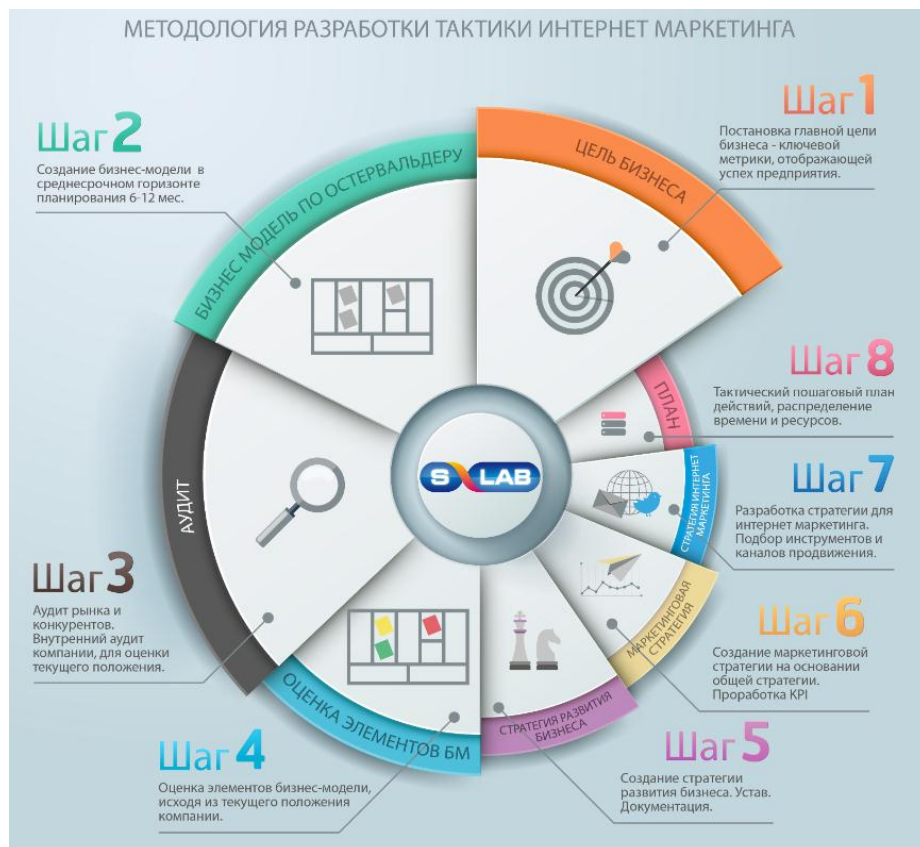 МЕТОДОЛОГИЯ РАЗРАБОТКИ ТАКТИКИ ИНТЕРНЕТ МАРКЕТИНГА
Шаг 1
Постановка главной цели
бизнеса - ключевой
метрики, отображающей
успех предприятия.
ЦЕЛЬ БИЗНЕСА
Шаг 2
Создание бизнес-модели в
среднесрочном горизонте
планирования 6-12 мес.
БИЗНЕС МОДЕЛЬ ПО ОСТЕРВАЛЬДЕРУ
Шаг 3
Аудит рынка и
конкурентов.
Внутренний аудит
компании, для оценки
текущего положения.
АУДИТ
Шаг 4
Оценка элементов бизнес-модели,
исходя из текущего положения
компании.
ОЦЕНКА ЭЛЕМЕНТОВ БМ
Шаг 5
Создание стратегии
развития бизнеса. Устав.
Документация.
СТРАТЕГИЯ РАЗВИТИЯ
БИЗНЕСА
Шаг 6
Создание маркетинговой
стратегии на основании
общей стратегии.
Проработка KPI
МАРКЕТИНГОВАЯ
СТРАТЕГИЯ
Шаг 7
Разработка стратегии для
интернет маркетинга.
Подбор инструментов и
каналов продвижения.
СТРАТЕГИЯ ИНТЕРНЕТ
МАРКЕТИНГА
Шаг 8
Тактический пошаговый план
действий, распределение
времени и ресурсов.
ПЛАН
SXLAB